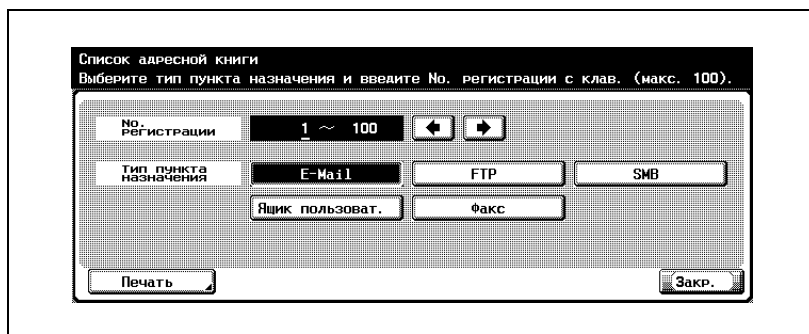 Список адресной книги
Выберите тип пункта назначения и введите No. регистрации с клав. (макс. 100).
No. регистрации
1 ~ 100
Тип пункта назначения
E-Mail
FTP
SMB
Ящик пользоват.
Факс
Печать
Закр.